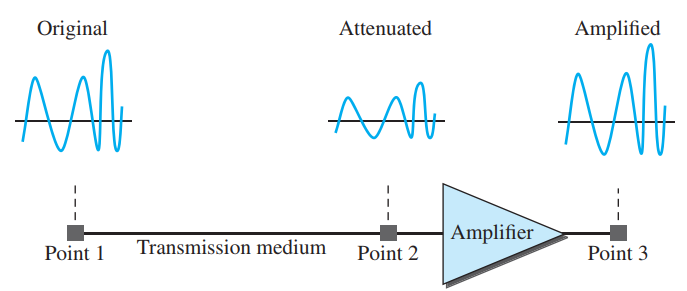 Original
Attenuated
Amplified
Amplifier
Point 1
Transmission medium
Point 2
Point 3